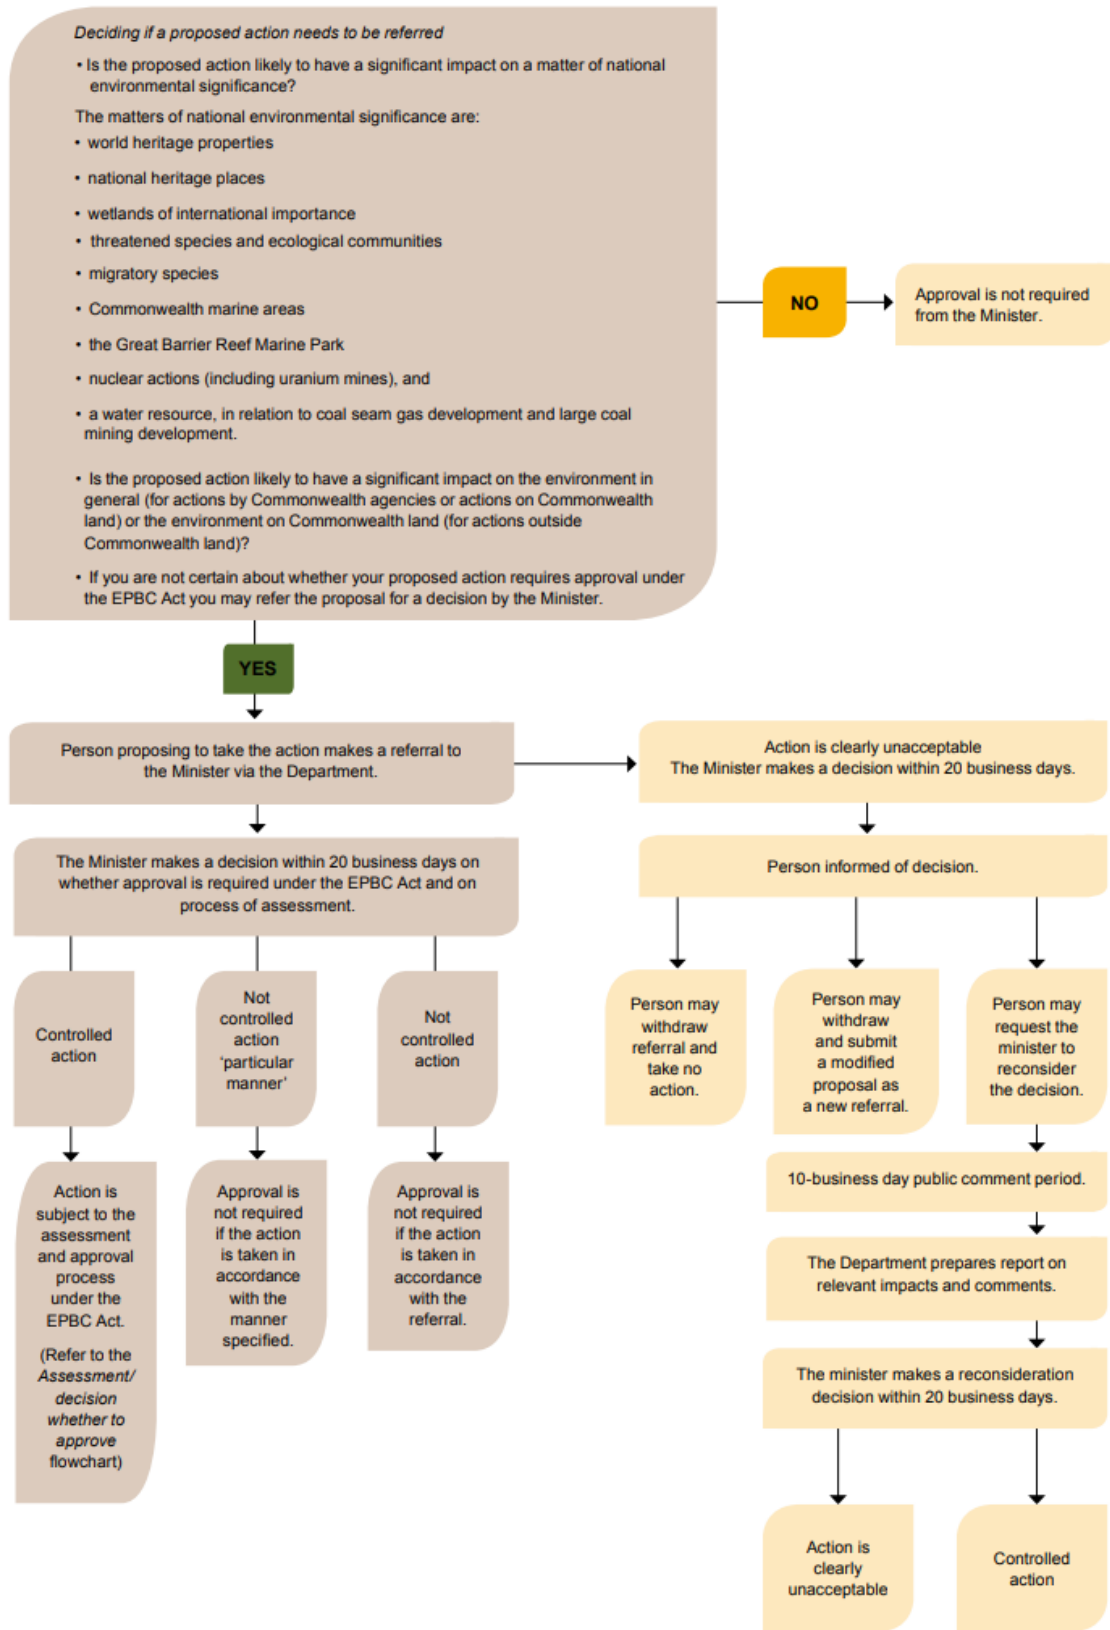 Deciding if a proposed action needs to be referred
• Is the proposed action likely to have a significant impact on a matter of national
environmental significance?
The matters of national environmental significance are:
• world heritage properties
• national heritage places
• wetlands of international importance
• threatened species and ecological communities
• migratory species
• Commonwealth marine areas
• the Great Barrier Reef Marine Park
• nuclear actions (including uranium mines), and
• a water resource, in relation to coal seam gas development and large coal
mining development.
• Is the proposed action likely to have a significant impact on the environment in
general (for actions by Commonwealth agencies or actions on Commonwealth
land) or the environment on Commonwealth land (for actions outside
Commonwealth land)?
• If you are not certain about whether your proposed action requires approval under
the EPBC Act you may refer the proposal for a decision by the Minister.
NO
Approval is not required
from the Minister.
YES
Person proposing to take the action makes a referral to
the Minister via the Department.
Action is clearly unacceptable
The Minister makes a decision within 20 business days.
The Minister makes a decision within 20 business days on
whether approval is required under the EPBC Act and on
process of assessment.
Person informed of decision.
Controlled
action
Not
controlled
action
‘particular
manner’
Not
controlled
action
Person may
withdraw
referral and
take no
action.
Person may
withdraw
and submit
a modified
proposal as
a new referral.
Person may
request the
minister to
reconsider
the decision.
Action is
subject to the
assessment
and approval
process
under the
EPBC Act.
(Refer to the
Assessment/
decision
whether to
approve
flowchart)
Approval is
not required
if the action
is taken in
accordance
with the
manner
specified.
Approval is
not required
if the action
is taken in
accordance
with the
referral.
10-business day public comment period.
The Department prepares report on
relevant impacts and comments.
The minister makes a reconsideration
decision within 20 business days.
Action is
clearly
unacceptable
Controlled
action